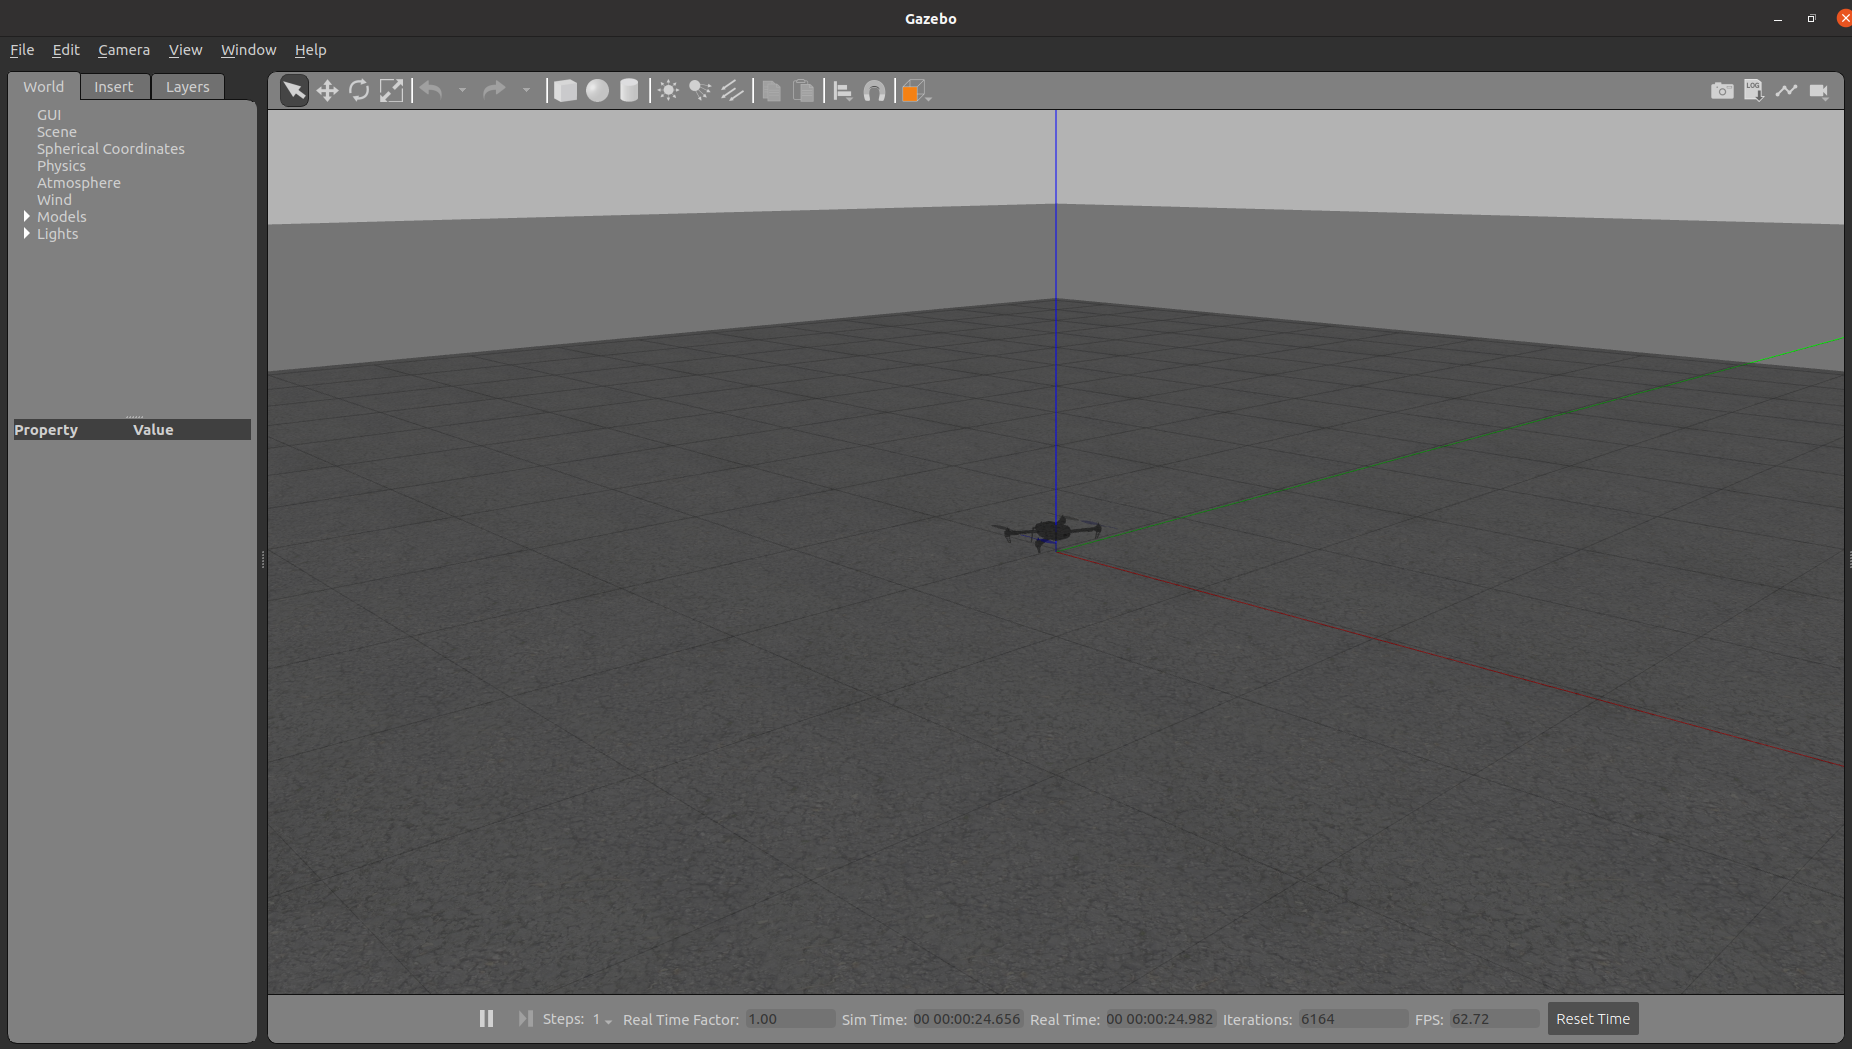 Gazebo
File Edit Camera View Window Help
World Insert Layers
LOG
GUI
Scene
Spherical Coordinates
Physics
Atmosphere
Wind
Models
Lights
Property Value
Steps: 1 Real Time Factor: 1.00 Sim Time: 00 00:00:24.656 Real Time: 00 00:00:24.982 Iterations: 6164 FPS: 62.72 Reset Time